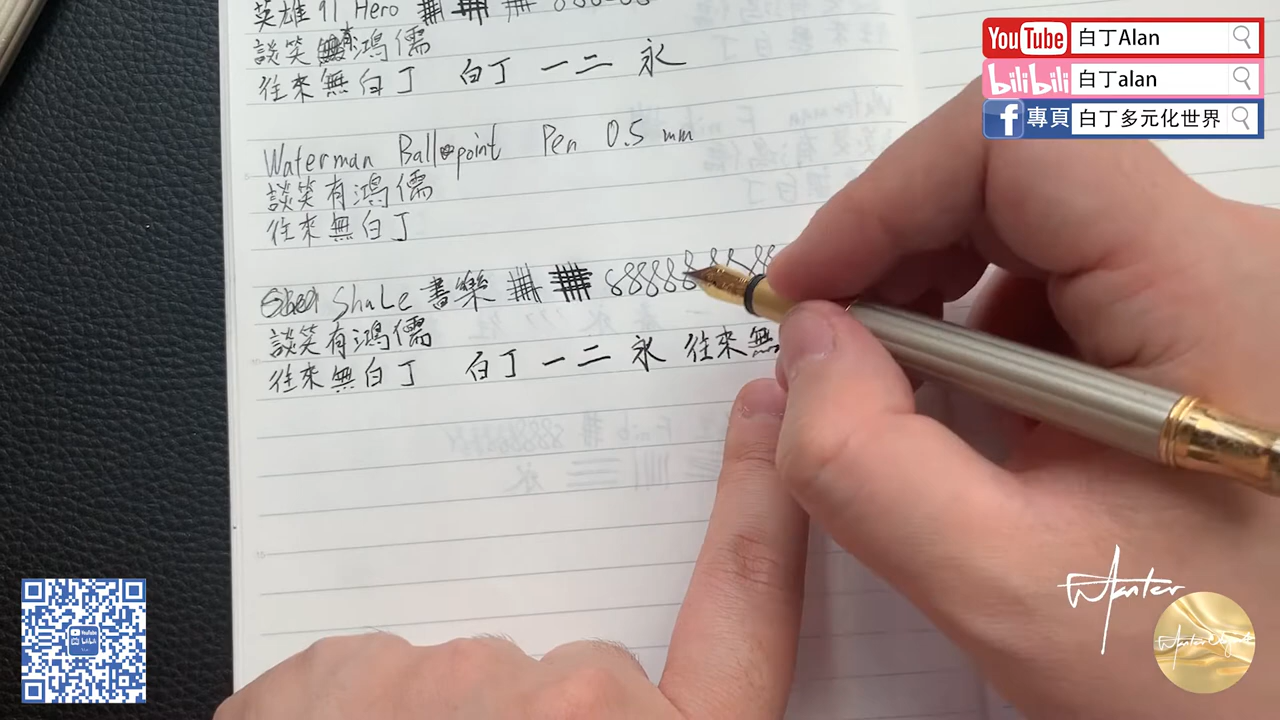 英雄 91 Hero
談笑無鴻儒
往來無白丁 白丁 一二 永
Waterman Ballpoint Pen 0.5 mm
談笑有鴻儒
往來無白丁
書樂 888888888
談笑有鴻儒
往來無白丁 白丁 一二 永 往來無
YouTube 白丁Alan
bilibili 白丁alan
f 專頁 白丁多元化世界